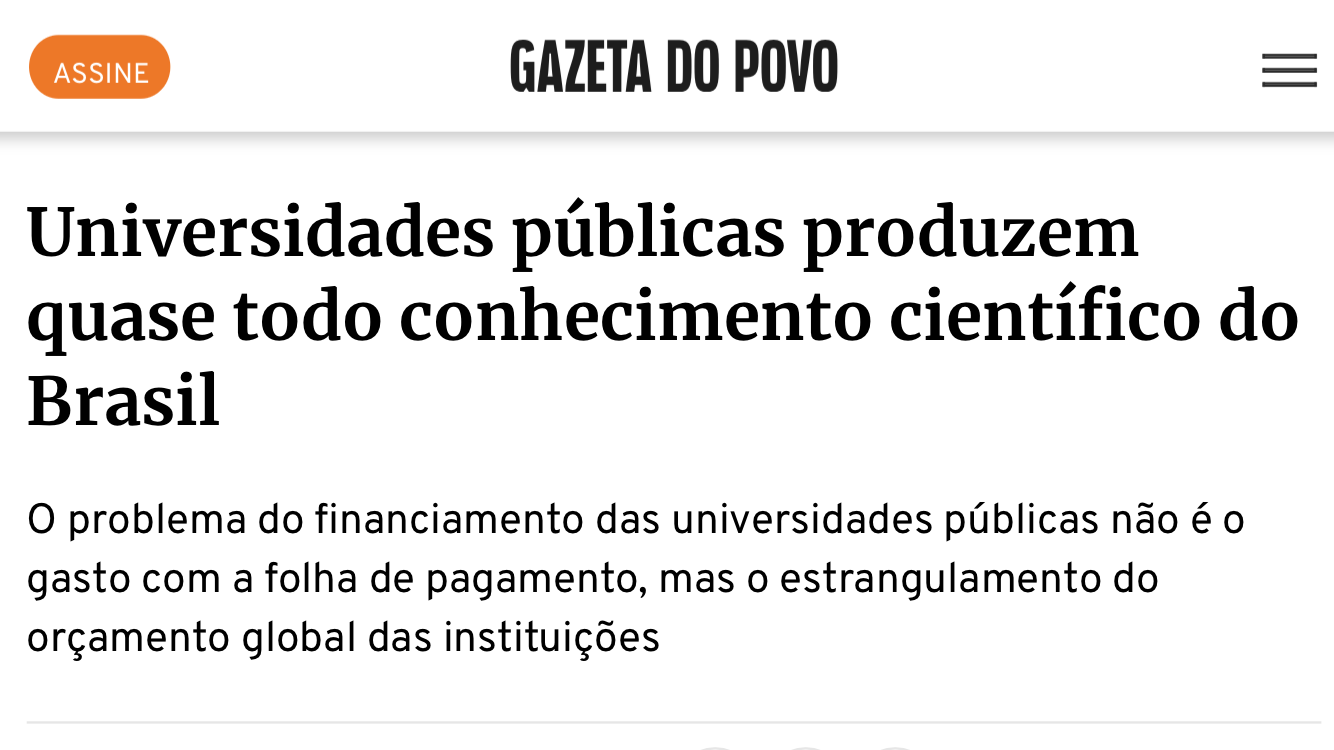 ASSINE
GAZETA DO POVO
Universidades públicas produzem
quase todo conhecimento científico do
Brasil
O problema do financiamento das universidades públicas não é o
gasto com a folha de pagamento, mas o estrangulamento do
orçamento global das instituições